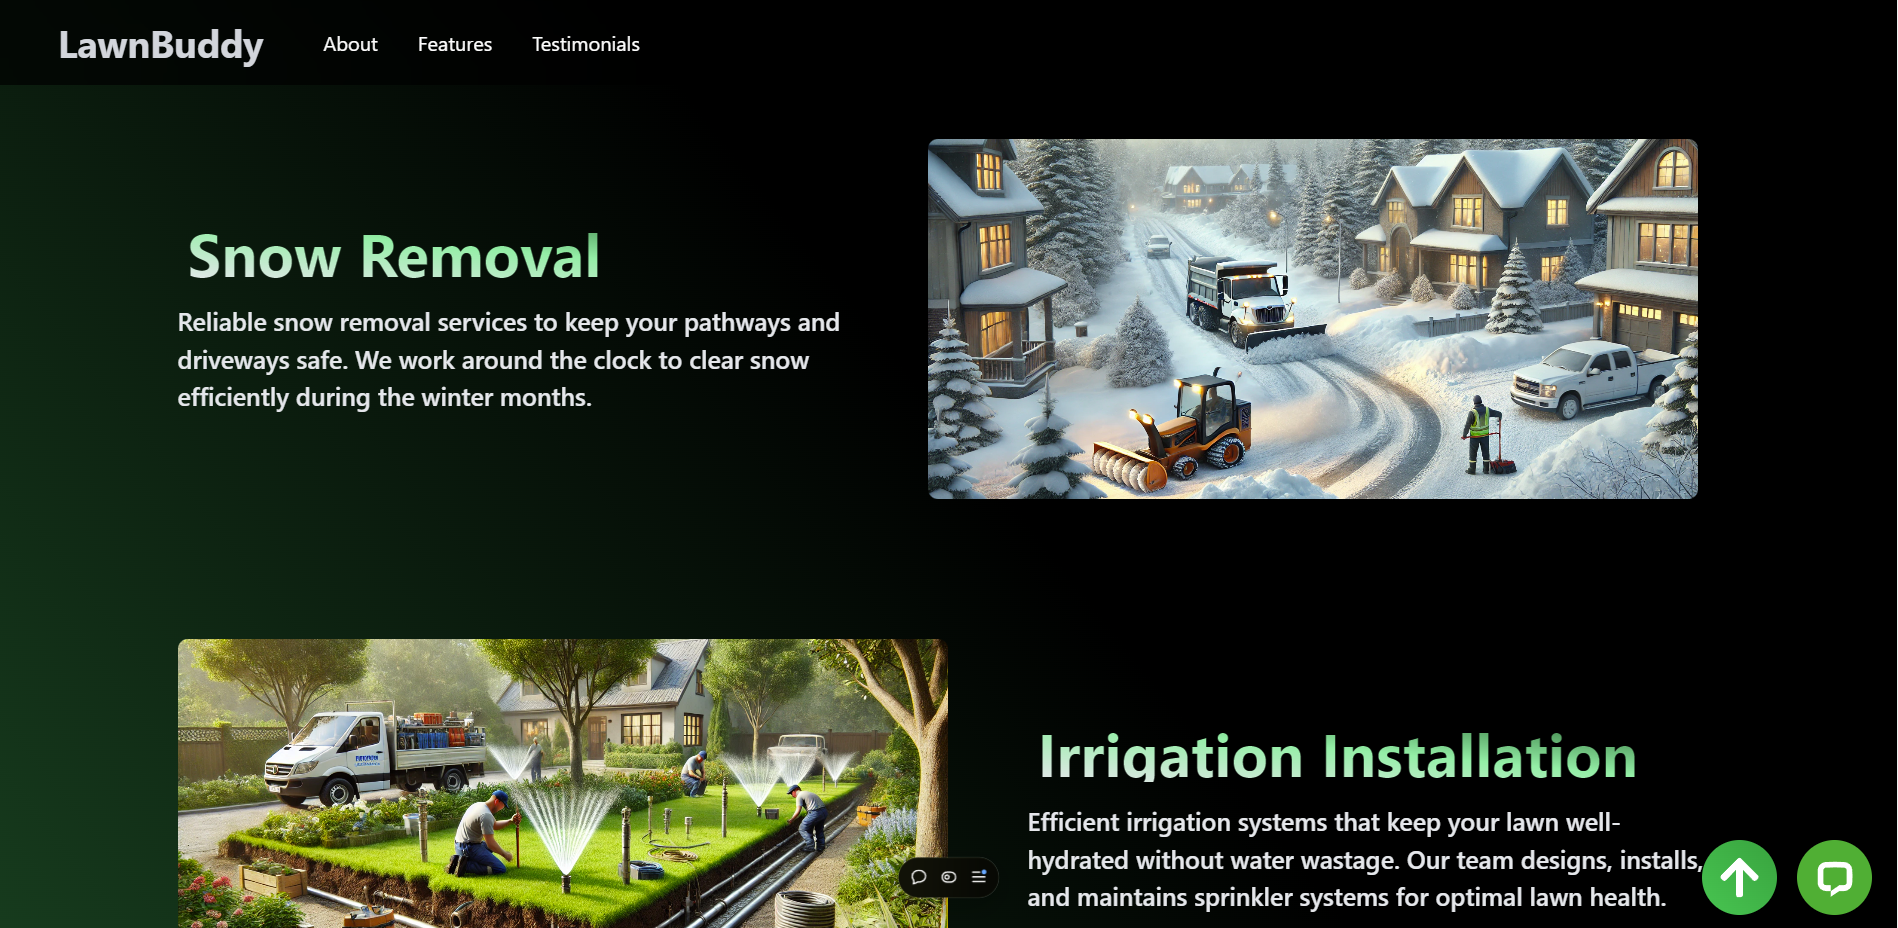 LawnBuddy About Features Testimonials
Snow Removal
Reliable snow removal services to keep your pathways and
driveways safe. We work around the clock to clear snow
efficiently during the winter months.
Irrigation Installation
Efficient irrigation systems that keep your lawn well-
hydrated without water wastage. Our team designs, installs,
and maintains sprinkler systems for optimal lawn health.